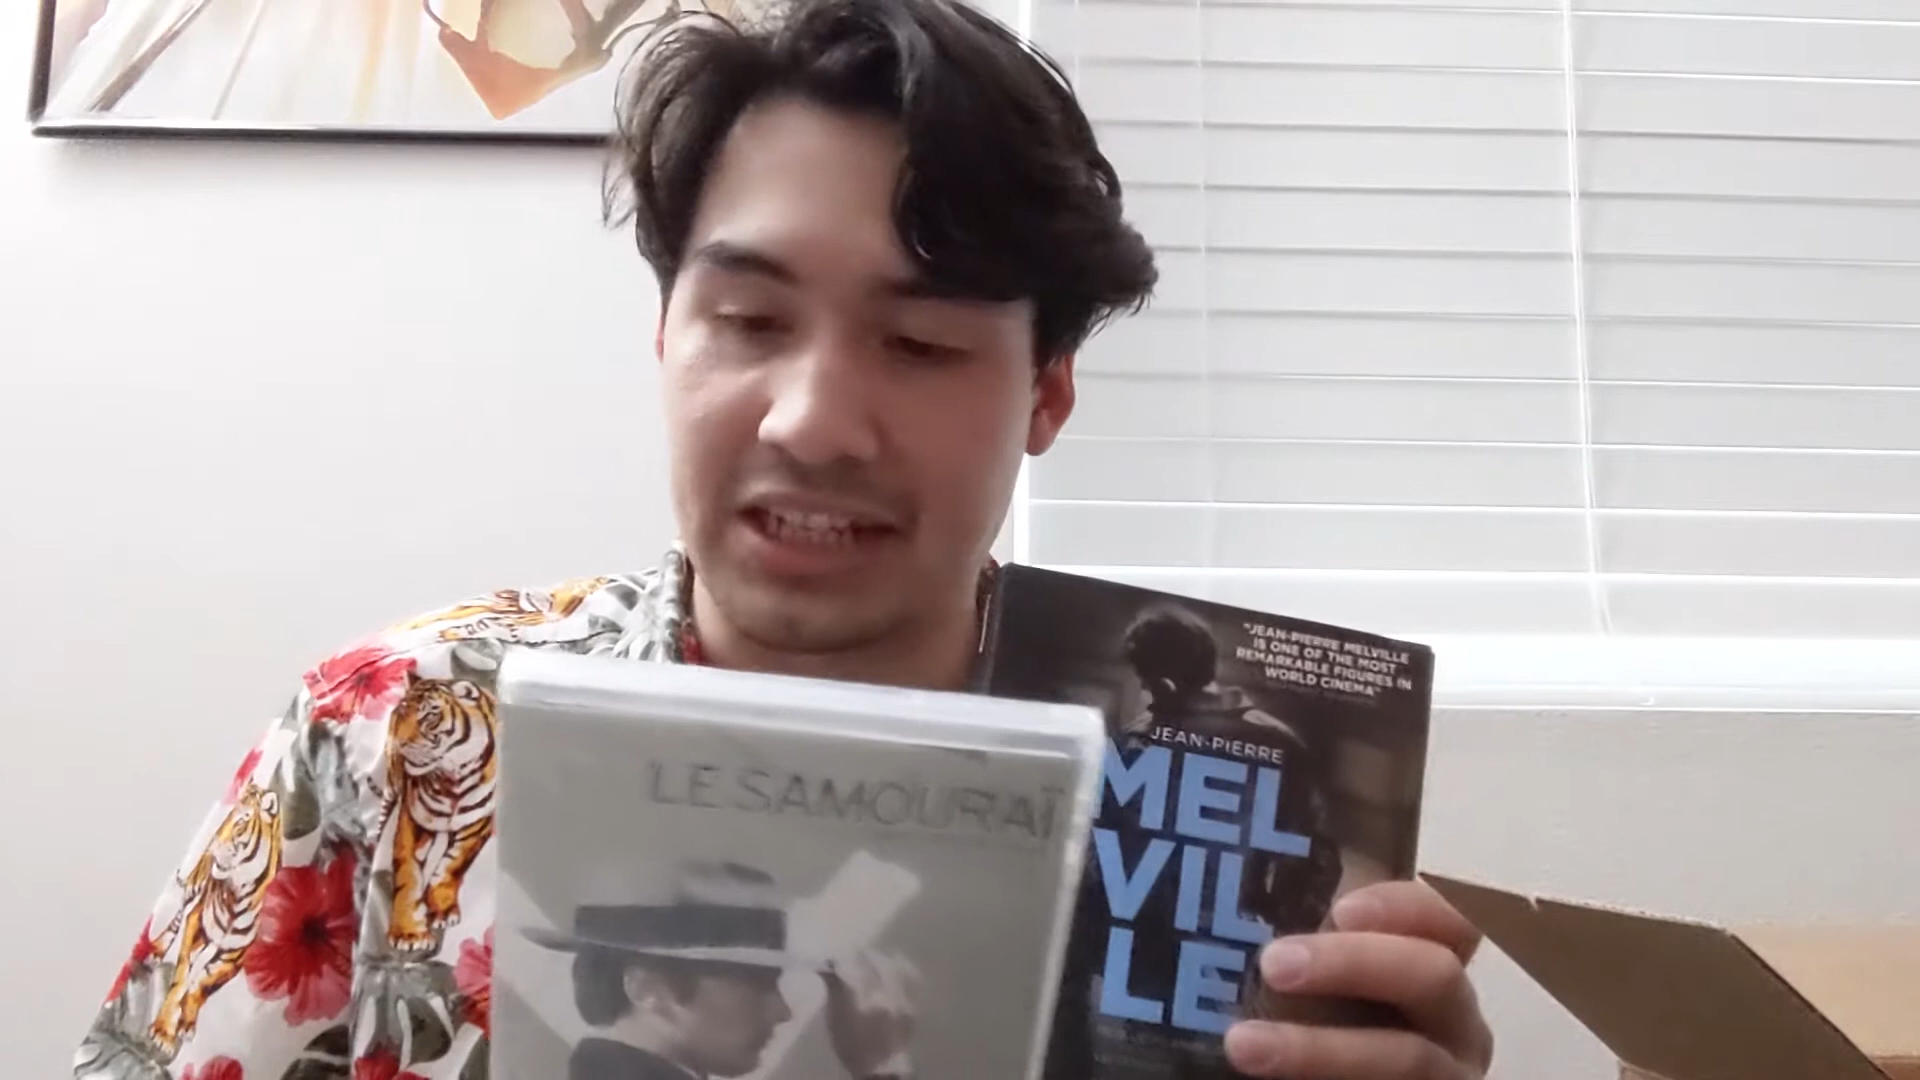 LE SAMOURAÏ
"JEAN-PIERRE MELVILLE
IS ONE OF THE MOST
REMARKABLE FIGURES IN
WORLD CINEMA"
JEAN-PIERRE
MEL
VIL
LE